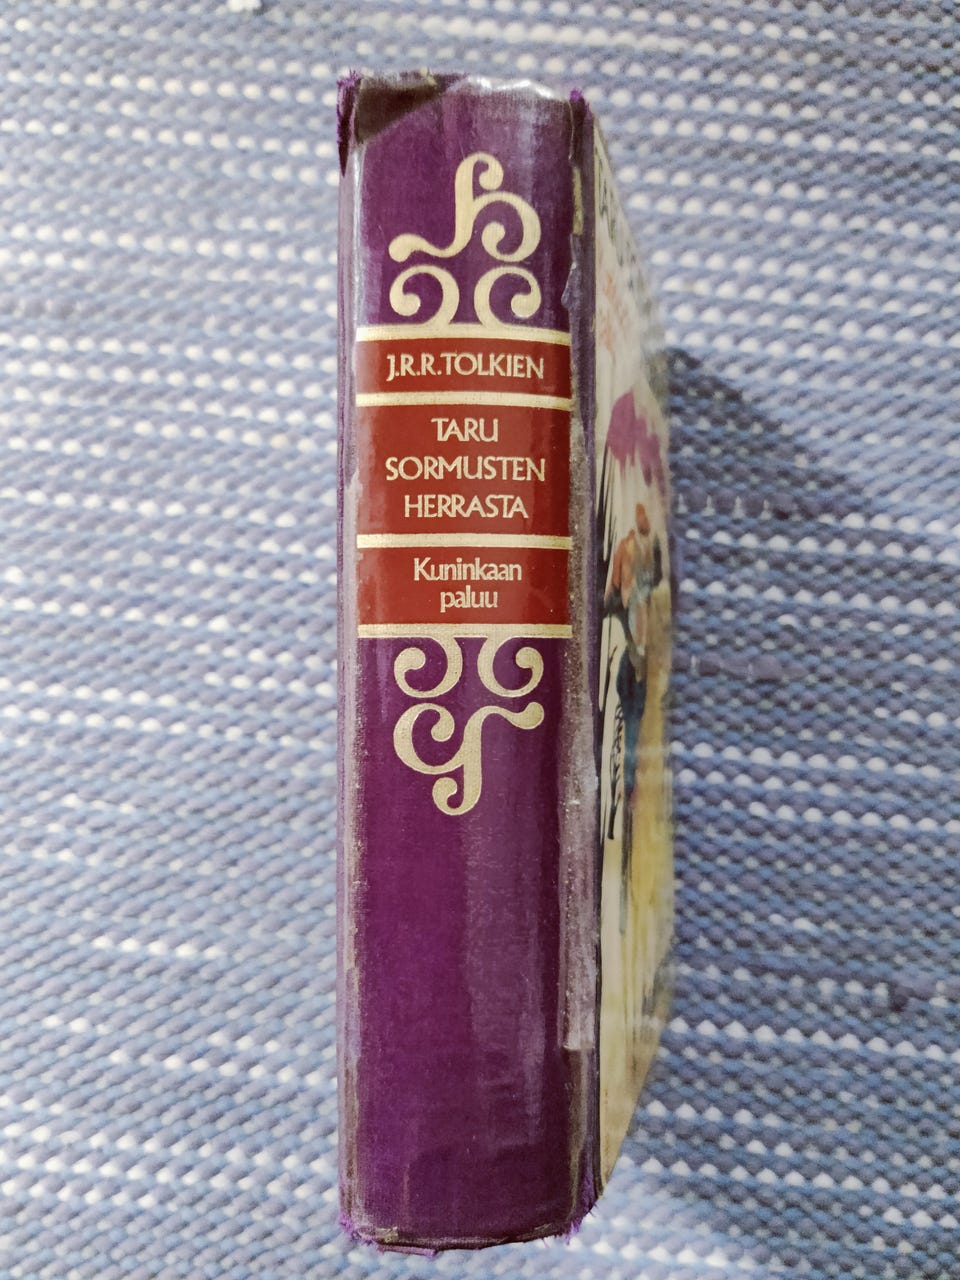 J.R.R.TOLKIEN
TARU
SORMUSTEN
HERRASTA
Kuninkaan
paluu